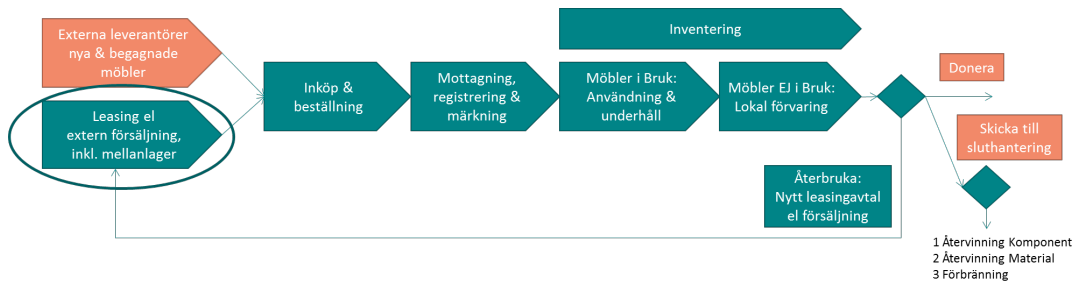 Externa leverantörer
nya & begagnade
möbler
Leasing el
extern försäljning,
inkl. mellanlager
Inköp &
beställning
Mottagning,
registrering &
märkning
Inventering
Möbler i Bruk:
Användning &
underhåll
Möbler EJ i Bruk:
Lokal förvaring
Donera
Skicka till
sluthantering
Återbruka:
Nytt leasingavtal
el försäljning
1 Återvinning Komponent
2 Återvinning Material
3 Förbränning